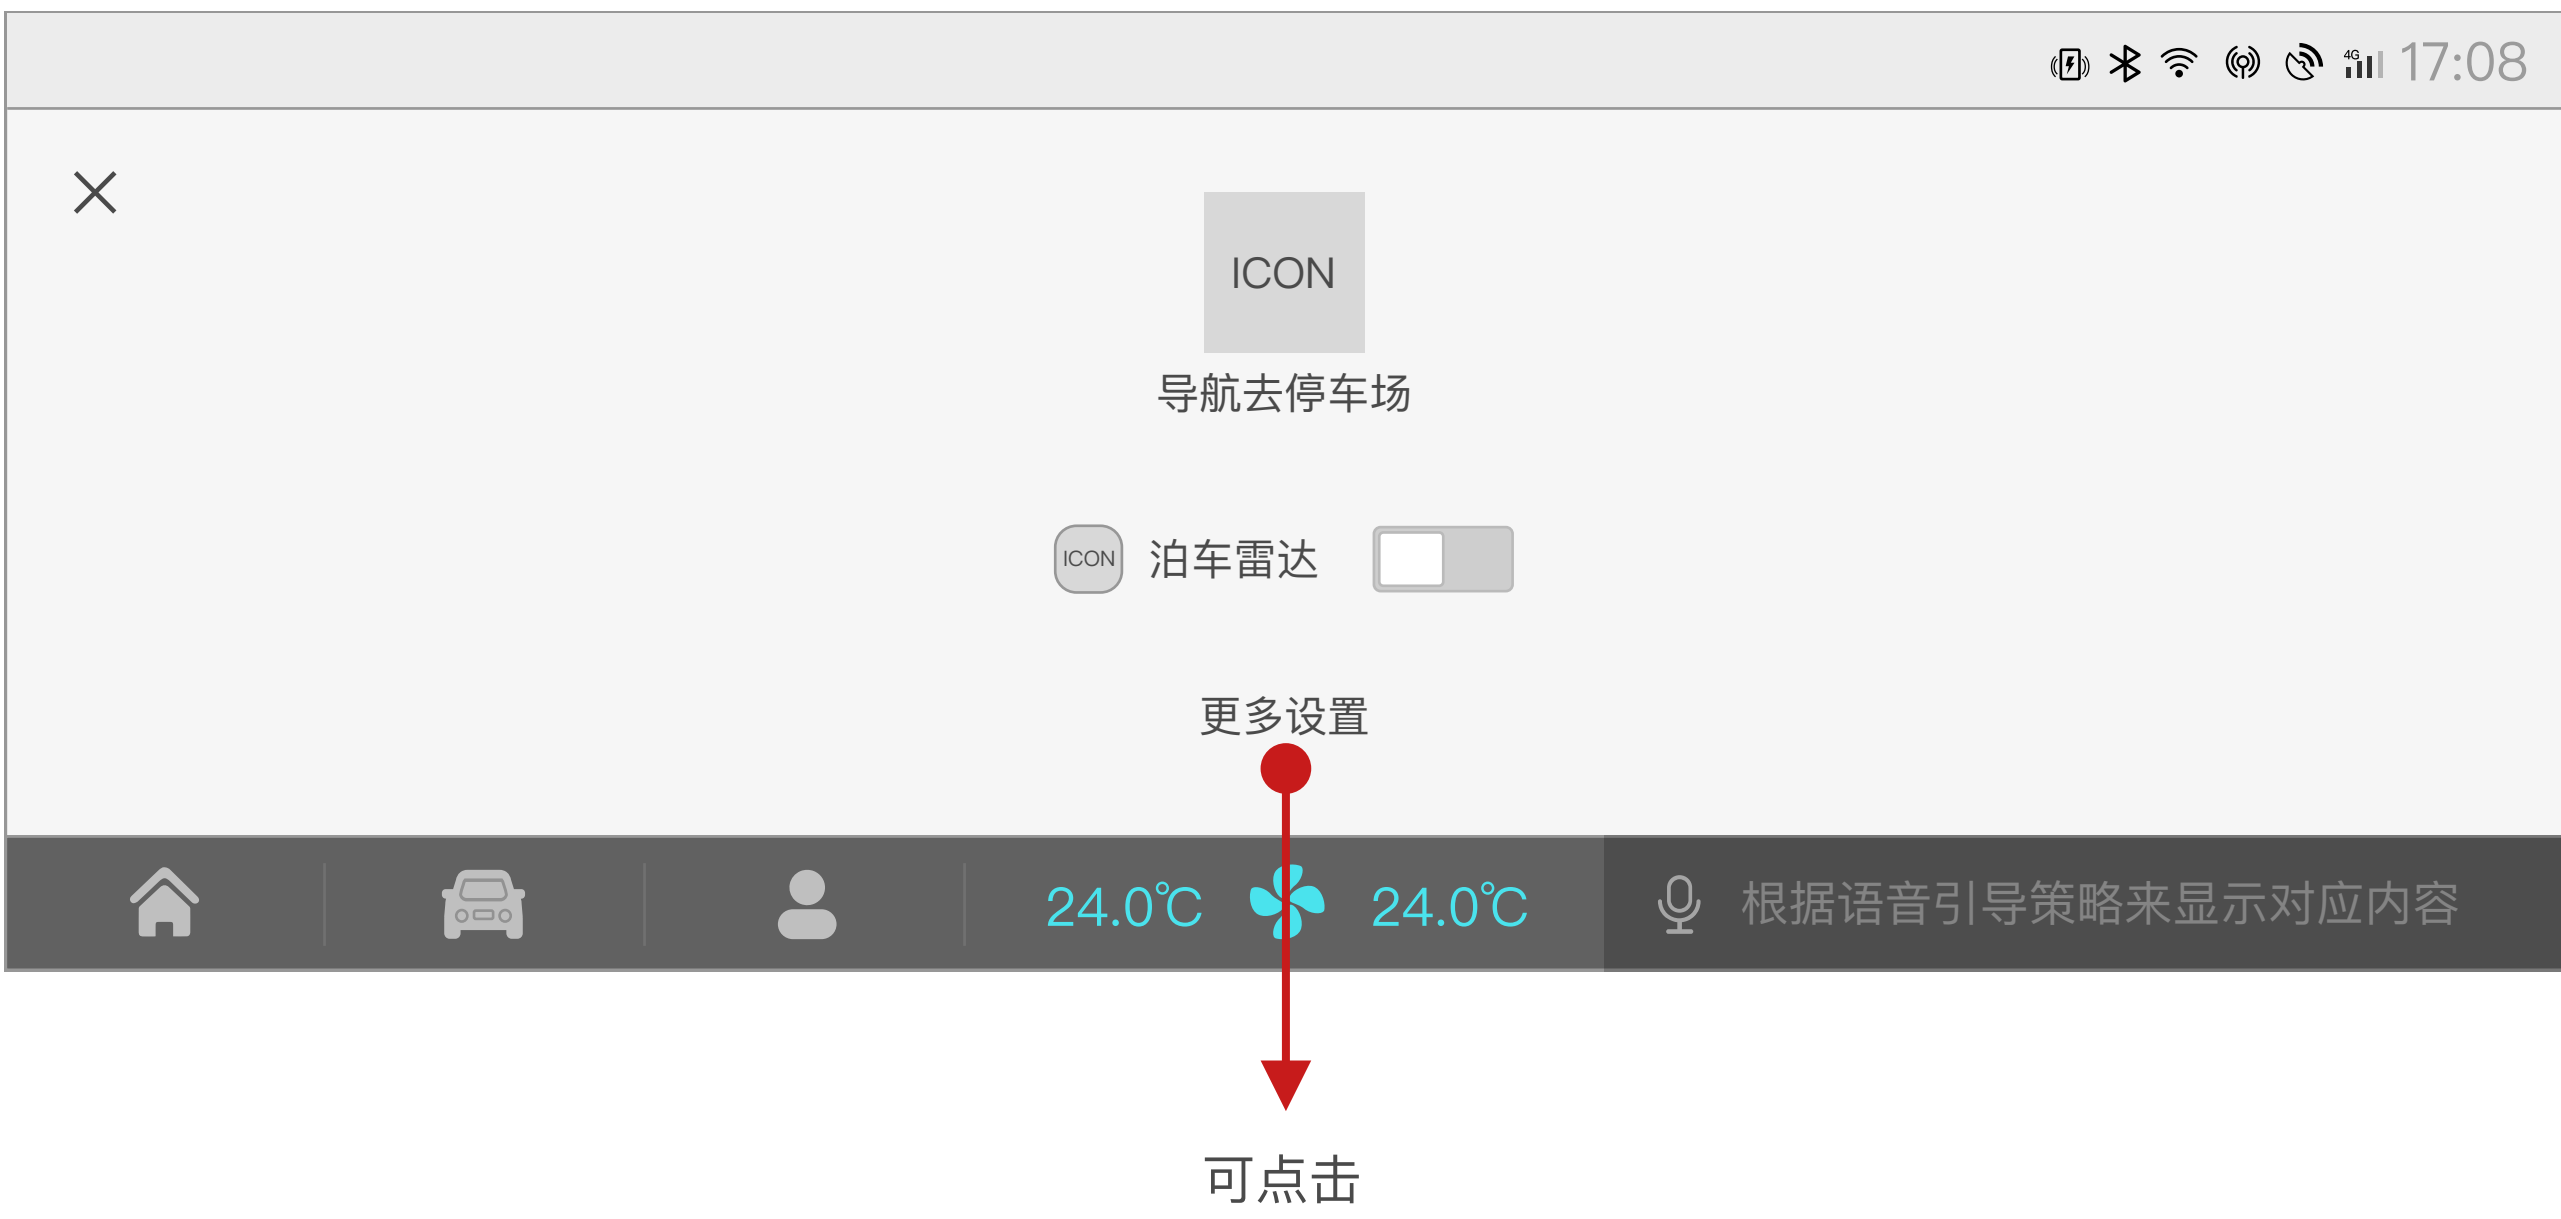 4G 17:08
ICON
导航去停车场
ICON 泊车雷达
更多设置
24.0℃ 24.0℃ 根据语音引导策略来显示对应内容
可点击